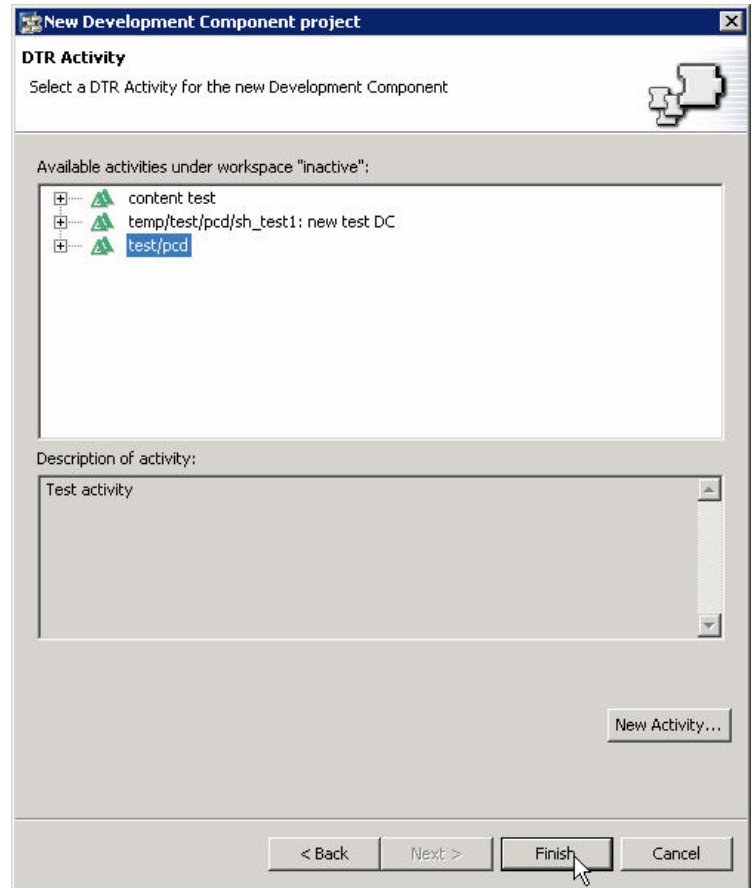 New Development Component project
DTR Activity
Select a DTR Activity for the new Development Component
Available activities under workspace "inactive":
content test
temp/test/pcd/sh_test1: new test DC
test/pcd
Description of activity:
Test activity
New Activity...
< Back Next > Finish Cancel